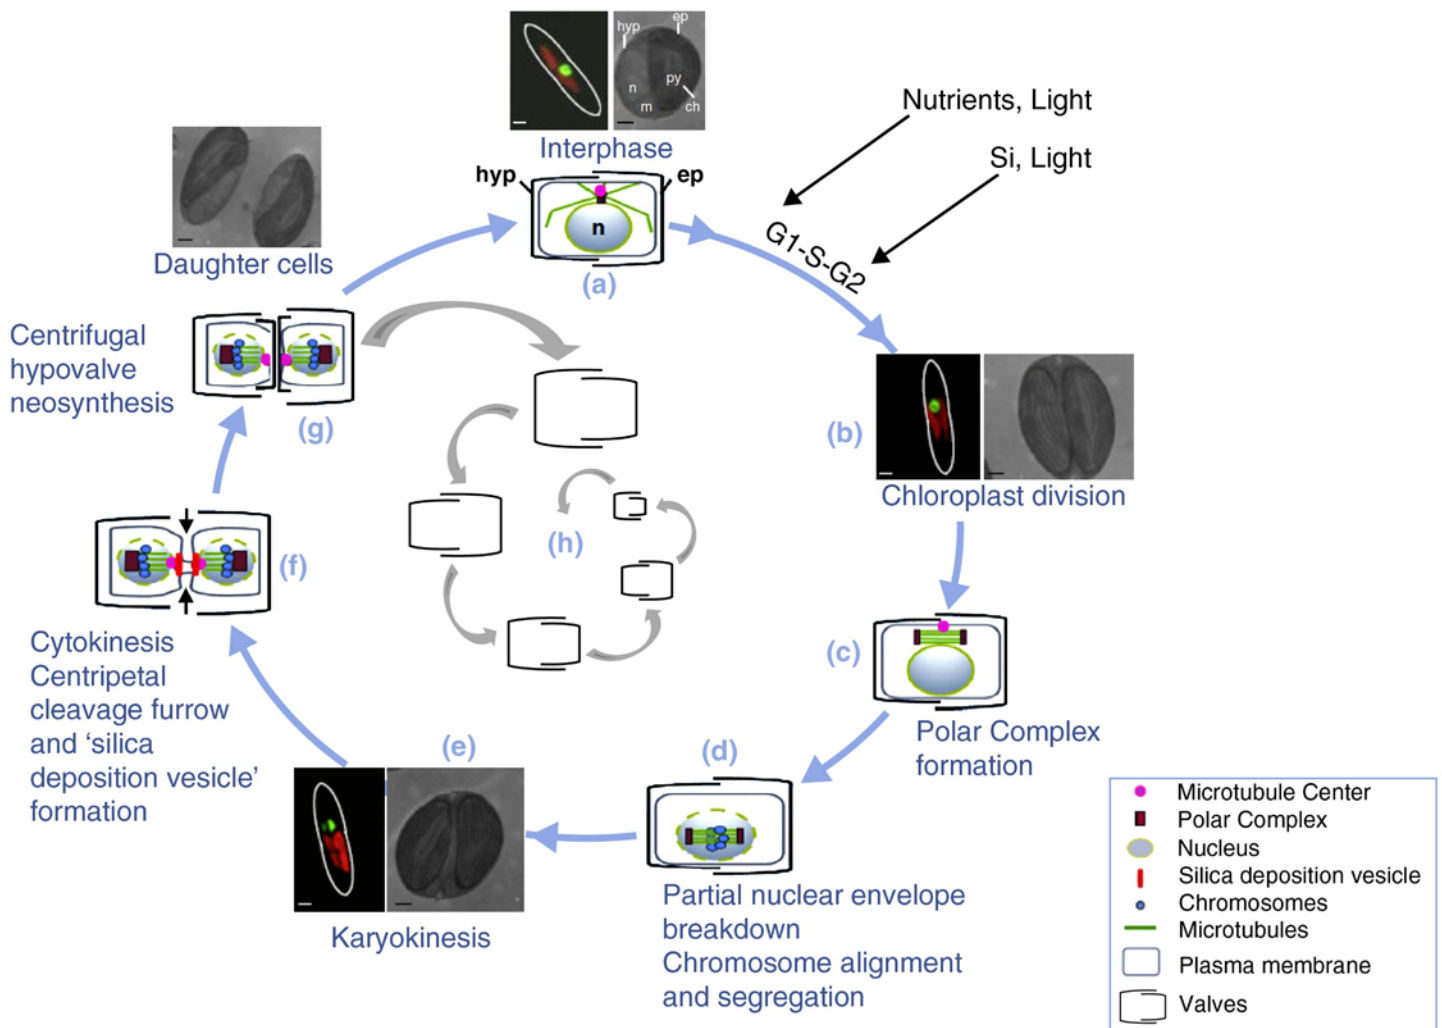 hyp
ep
n
py
m
ch
Interphase
hyp
ep
n
(a)
Nutrients, Light
Si, Light
G1-S-G2
Daughter cells
Centrifugal
hypovalve
neosynthesis
(g)
(b)
Chloroplast division
(h)
(f)
Cytokinesis
Centripetal
cleavage furrow
and ‘silica
deposition vesicle’
formation
(c)
Polar Complex
formation
(e)
Karyokinesis
(d)
Partial nuclear envelope
breakdown
Chromosome alignment
and segregation
Microtubule Center
Polar Complex
Nucleus
Silica deposition vesicle
Chromosomes
Microtubules
Plasma membrane
Valves